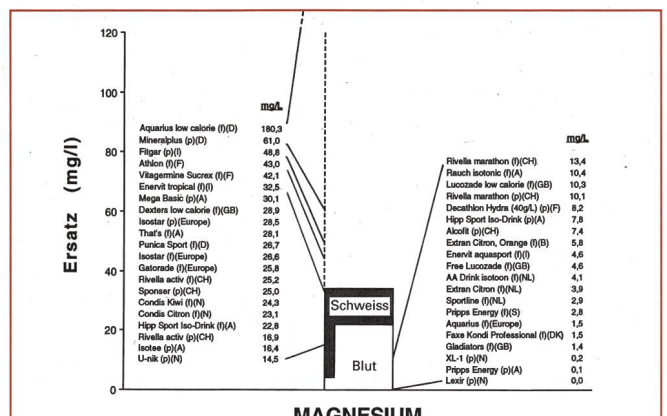 120
100
80
60
40
20
0
Ersatz (mg/l)
mg/L
Aquarius low calorie (f)(D) 180,3
Mineralplus (p)(D) 61,0
Fitgar (p)(I) 48,8
Athlon (f)(F) 43,0
Vitagermine Sucrex (f)(F) 42,1
Enervit tropical (f)(I) 32,5
Mega Basic (p)(A) 30,1
Dexters low calorie (f)(GB) 28,9
Isostar (p)(Europe) 28,5
That's (f)(A) 28,1
Punica Sport (f)(D) 26,7
Isostar (f)(Europe) 26,6
Gatorade (f)(Europe) 25,8
Rivella activ (f)(CH) 25,2
Sponser (p)(CH) 25,0
Condis Kiwi (f)(N) 24,3
Condis Citron (f)(N) 23,1
Hipp Sport Iso-Drink (f)(A) 22,8
Rivella activ (p)(CH) 16,9
Isotee (p)(A) 16,4
U-nik (p)(N) 14,5
Schweiss
Blut
mg/L
Rivella marathon (f)(CH) 13,4
Rauch isotonic (f)(A) 10,4
Lucozade low calorie (f)(GB) 10,3
Rivella marathon (p)(CH) 10,1
Decathlon Hydra (40g/L) (p)(F) 8,2
Hipp Sport Iso-Drink (p)(A) 7,8
Alcofit (p)(CH) 7,4
Extran Citron, Orange (f)(B) 5,8
Enervit aquasport (f)(I) 4,6
Free Lucozade (f)(GB) 4,6
AA Drink isotoon (f)(NL) 4,1
Extran Citron (f)(NL) 3,9
Sportline (f)(NL) 2,9
Pripps Energy (f)(S) 2,8
Aquarius (f)(Europe) 1,5
Faxe Kondi Professional (f)(DK) 1,5
Gladiators (f)(GB) 1,4
XL-1 (p)(N) 0,2
Pripps Energy (p)(A) 0,1
Lexir (p)(N) 0,0
MAGNESIUM